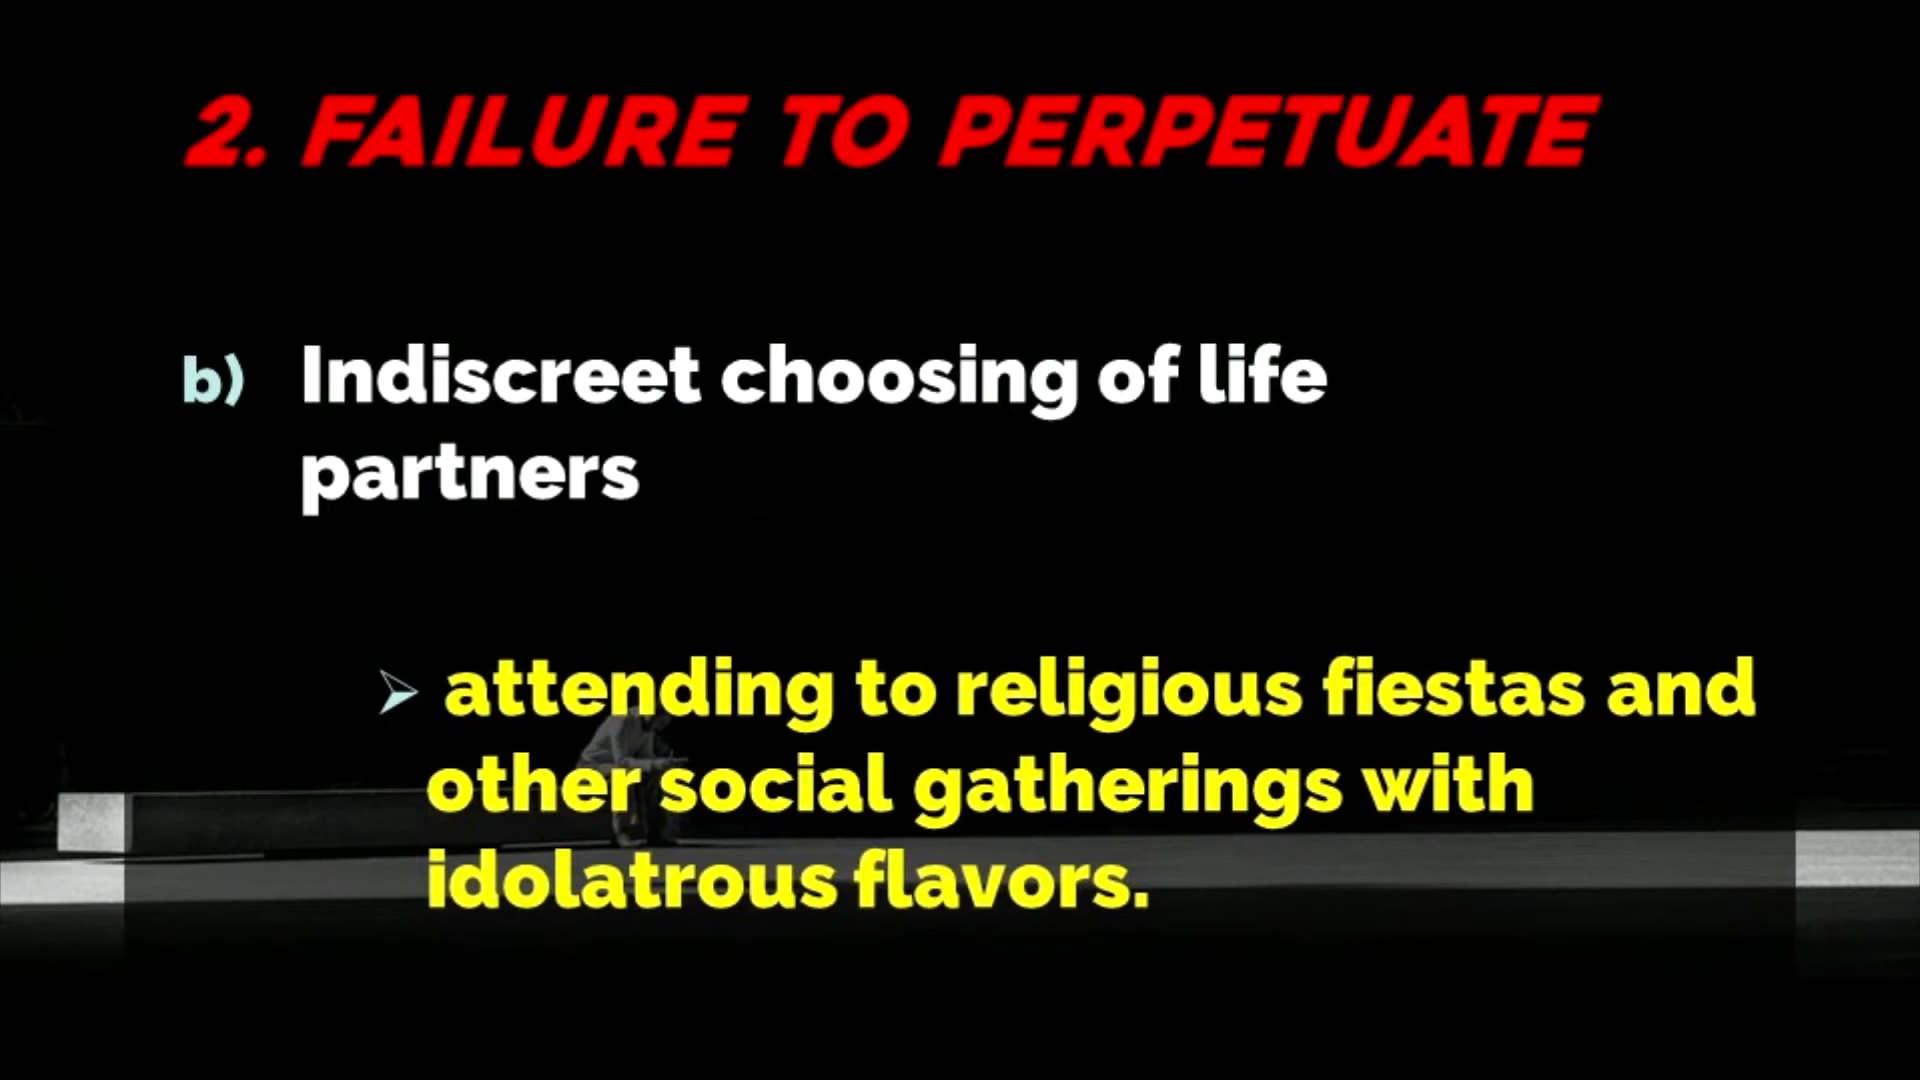 2. FAILURE TO PERPETUATE
b) Indiscreet choosing of life
partners
➢ attending to religious fiestas and
other social gatherings with
idolatrous flavors.